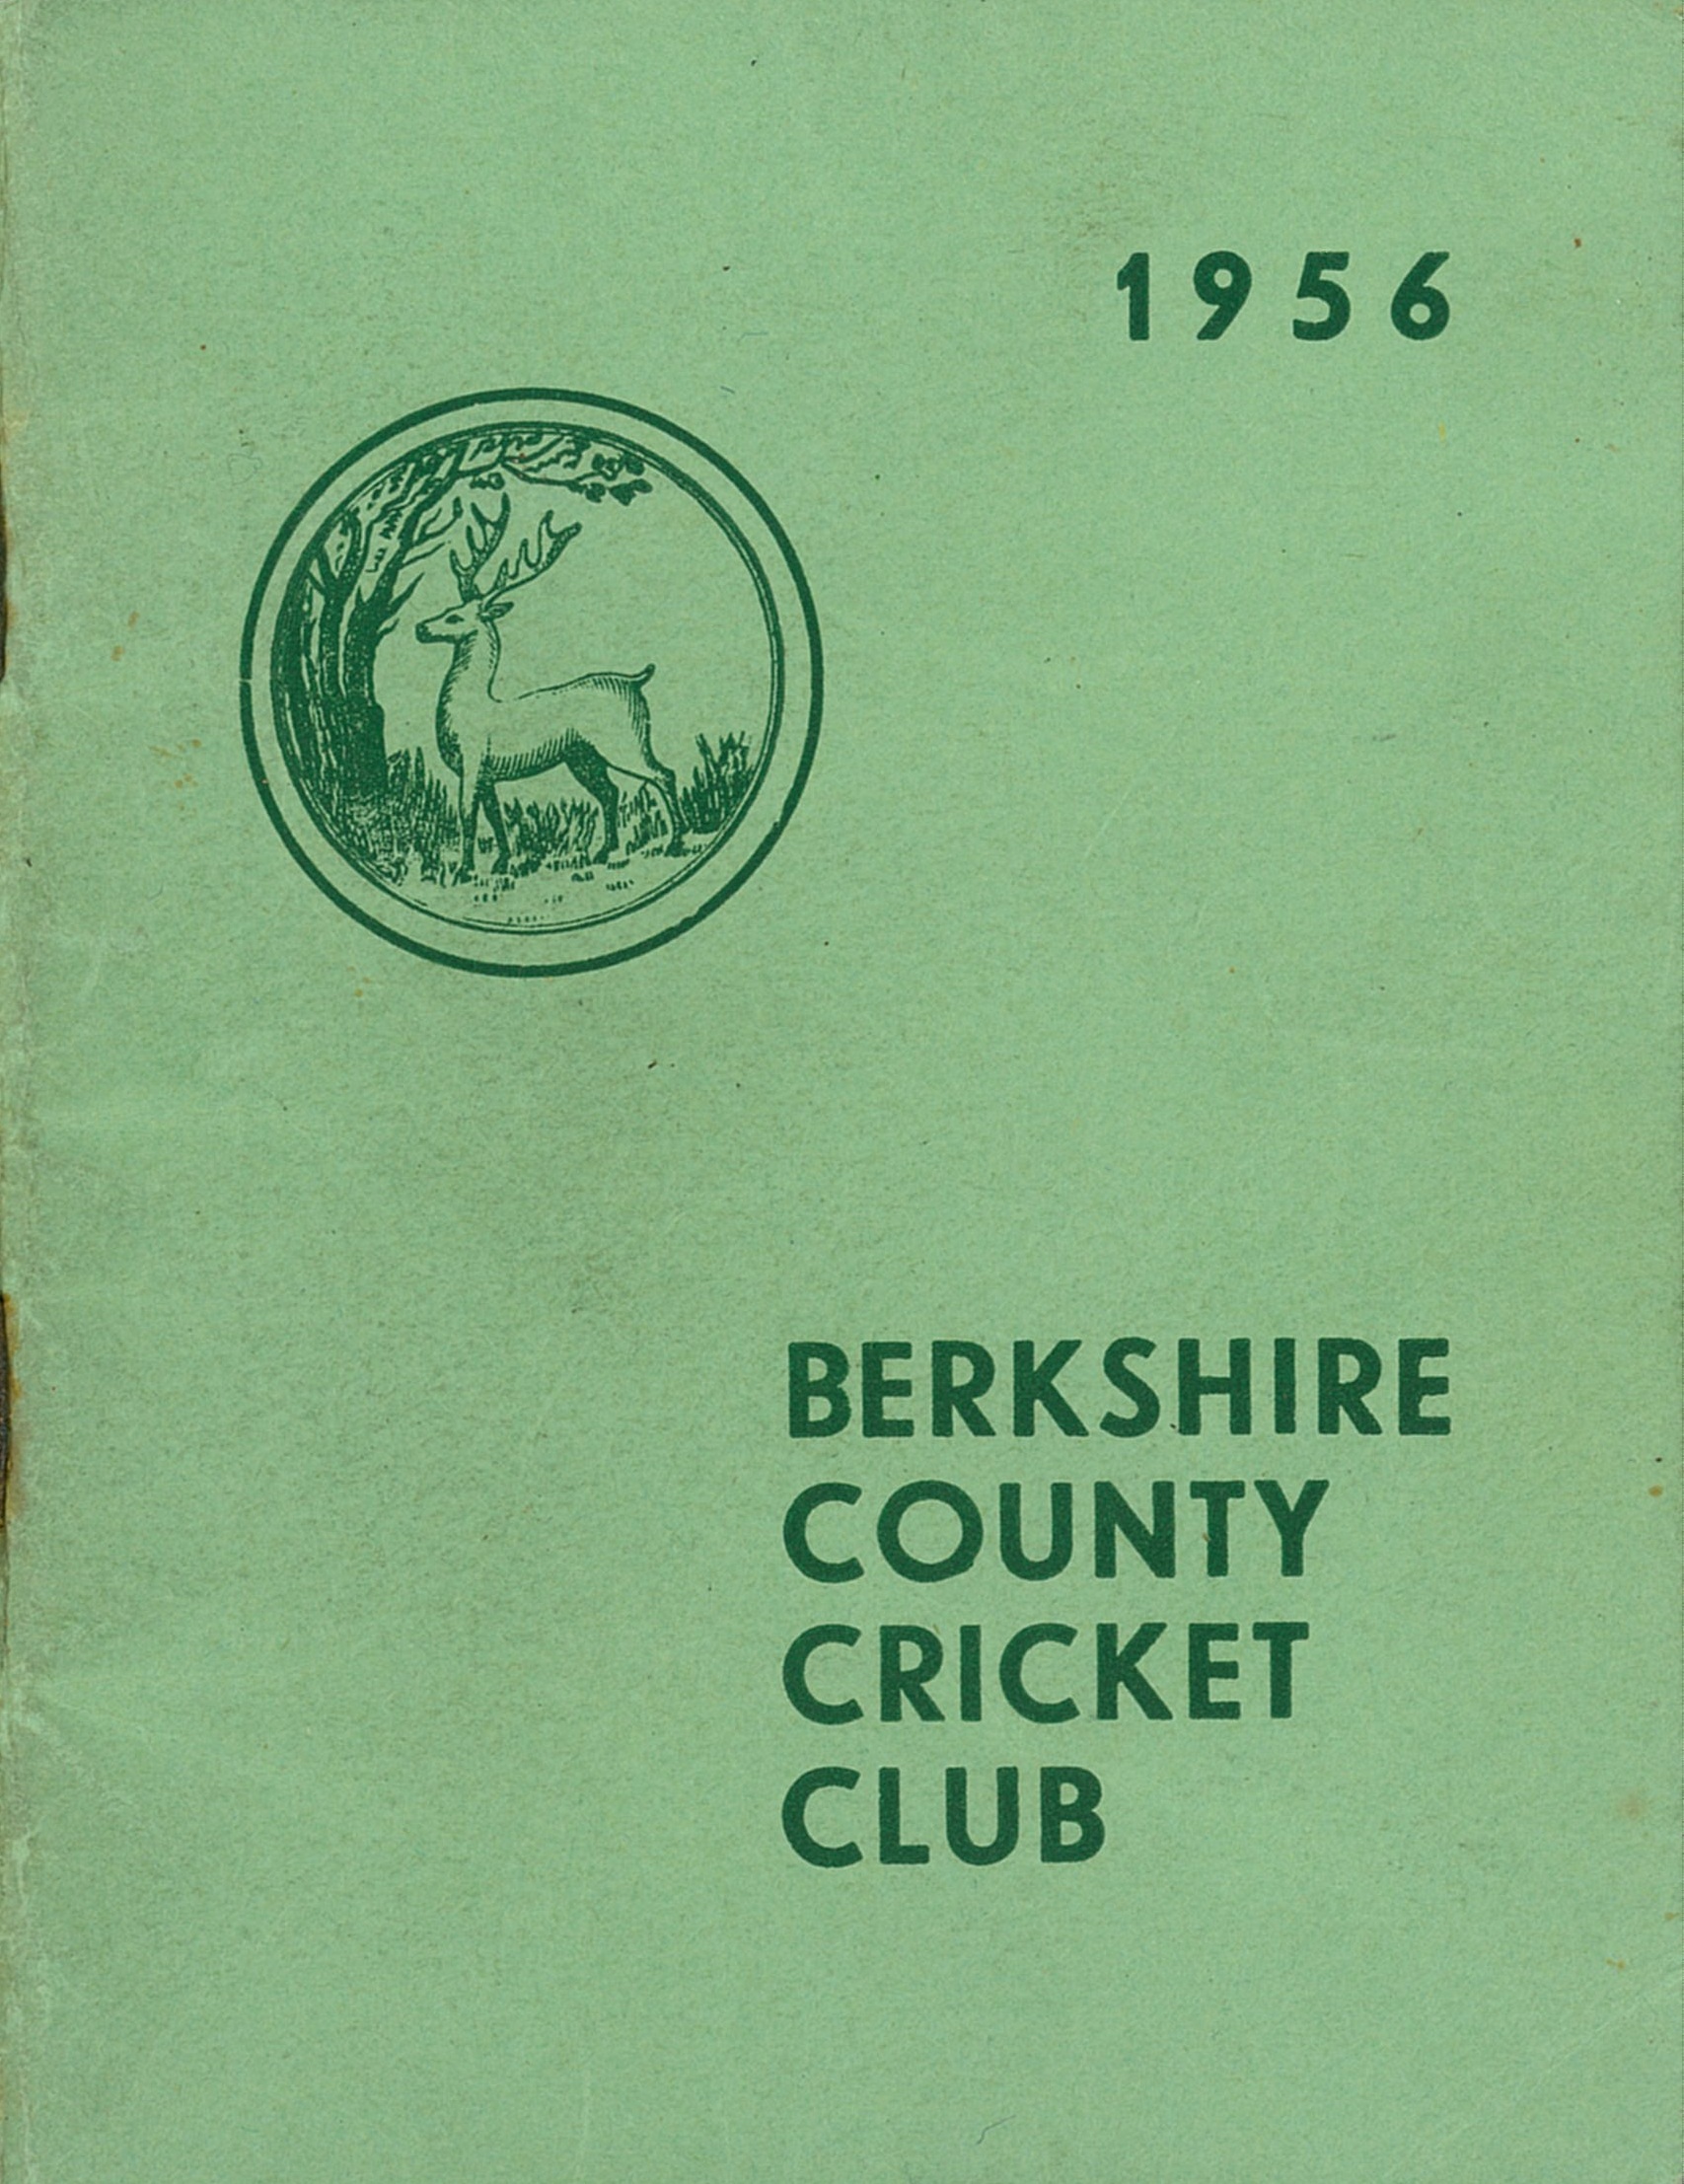 1956
BERKSHIRE
COUNTY
CRICKET
CLUB